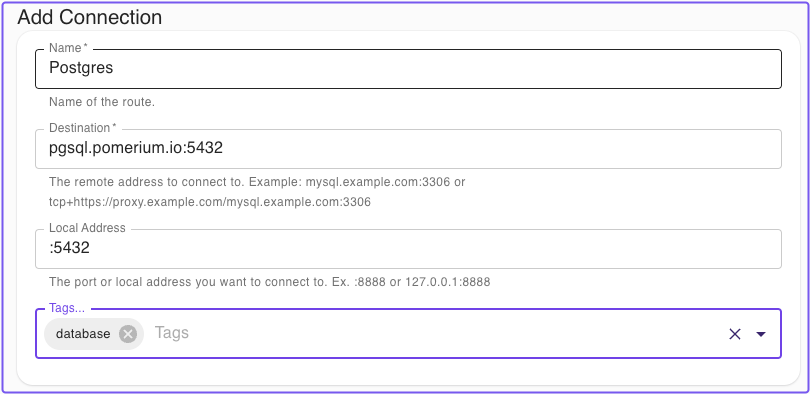 Add Connection
Name *
Postgres
Name of the route.
Destination *
pgsql.pomerium.io:5432
The remote address to connect to. Example: mysql.example.com:3306 or
tcp+https://proxy.example.com/mysql.example.com:3306
Local Address
:5432
The port or local address you want to connect to. Ex. :8888 or 127.0.0.1:8888
Tags...
database Tags